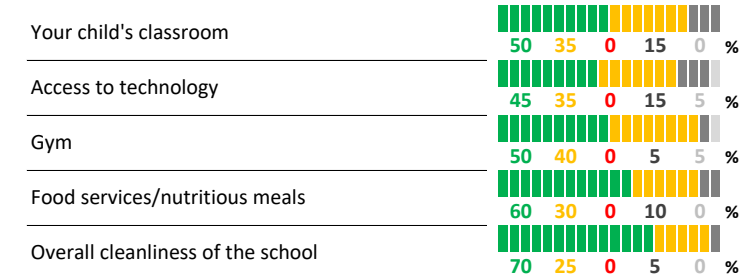 Your child's classroom
50 35 0 15 0 %
Access to technology
45 35 0 15 5 %
Gym
50 40 0 5 5 %
Food services/nutritious meals
60 30 0 10 0 %
Overall cleanliness of the school
70 25 0 5 0 %